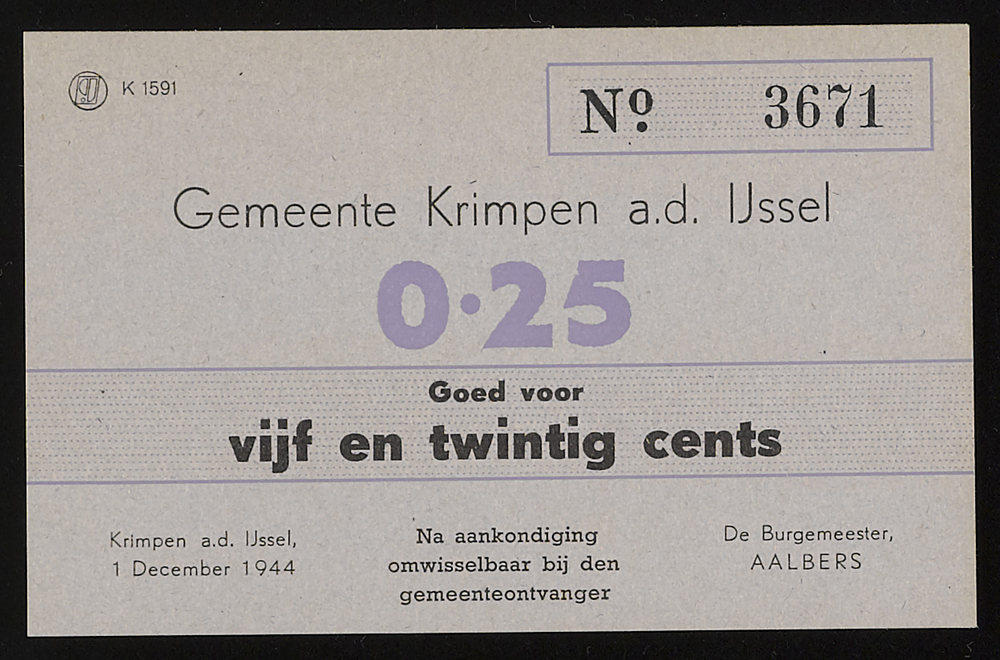 K 1591
Nº 3671
Gemeente Krimpen a.d. IJssel
0·25
Goed voor
vijf en twintig cents
Krimpen a.d. IJssel,
1 December 1944
Na aankondiging
omwisselbaar bij den
gemeenteontvanger
De Burgemeester,
AALBERS